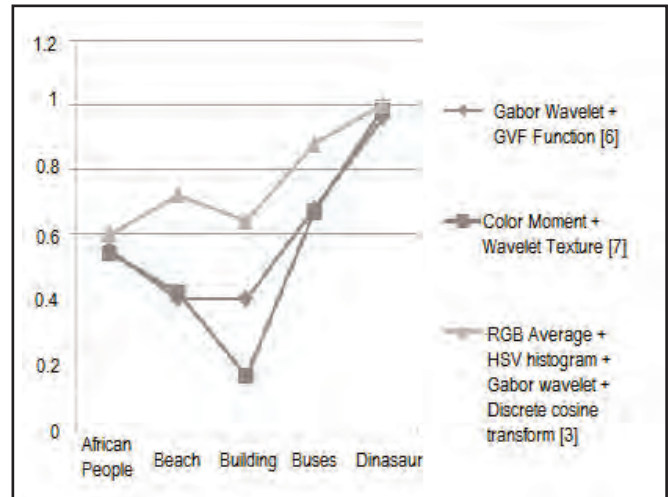 1.2
1
0.8
0.6
0.4
0.2
0
African
People
Beach
Building
Buses
Dinasaur
Gabor Wavelet +
GVF Function [6]
Color Moment +
Wavelet Texture [7]
RGB Average +
HSV histogram +
Gabor wavelet +
Discrete cosine
transform [3]